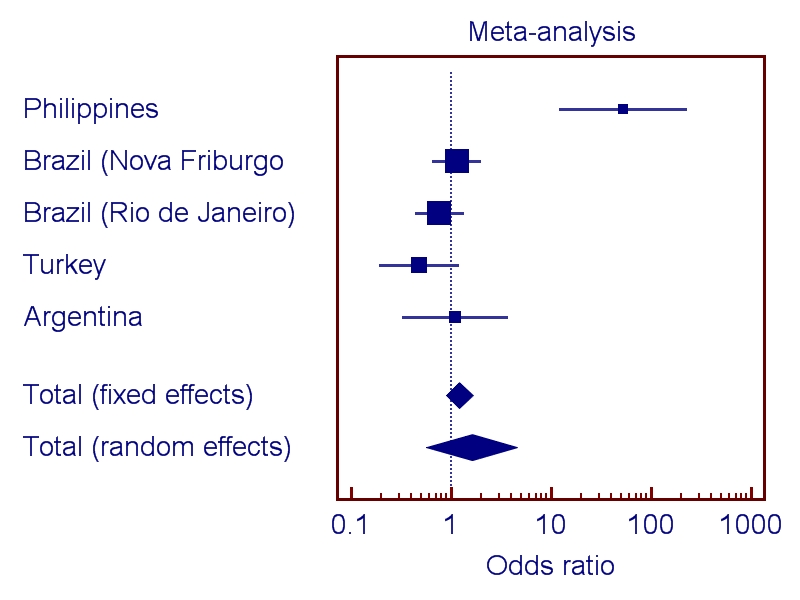 Meta-analysis
Philippines
Brazil (Nova Friburgo
Brazil (Rio de Janeiro)
Turkey
Argentina
Total (fixed effects)
Total (random effects)
0.1 1 10 100 1000
Odds ratio